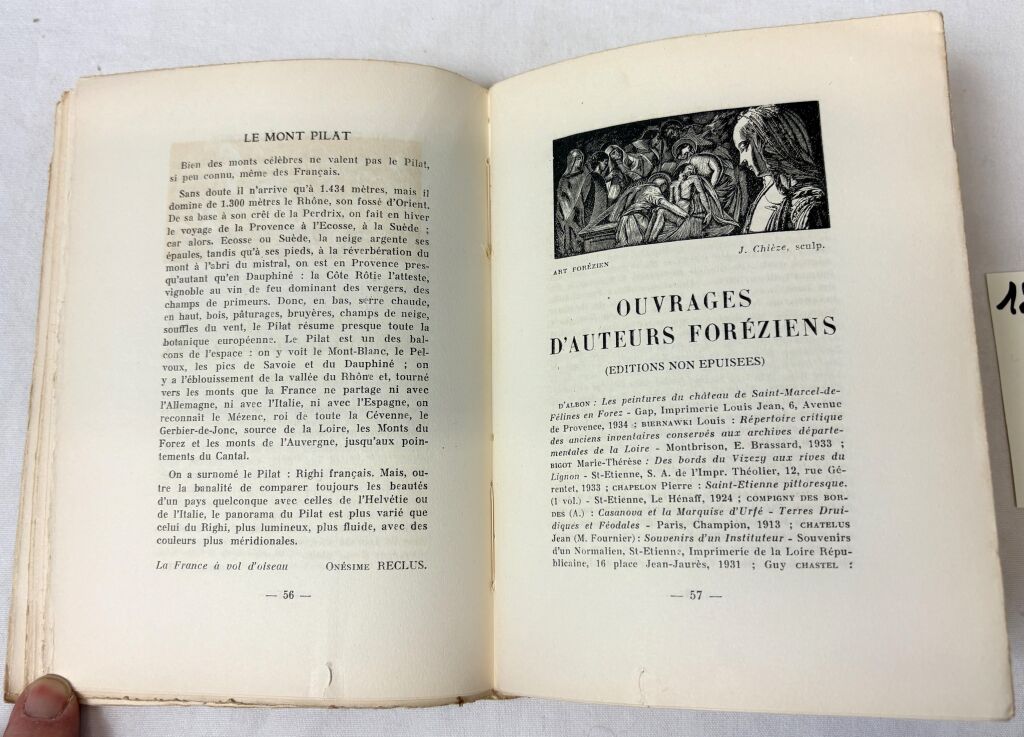 LE MONT PILAT
Bien des monts célèbres ne valent pas le Pilat,
si peu connu, même des Français.
Sans doute il n'arrive qu'à 1.434 mètres, mais il
domine de 1.300 mètres le Rhône, son fossé d'Orient.
De sa base à son crêt de la Perdrix, on fait en hiver
le voyage de la Provence à l'Ecosse, à la Suède ;
car alors. Ecosse ou Suède, la neige argente ses
épaules, tandis qu'à ses pieds, à la réverbération du
mont à l'abri du mistral, on est en Provence pres-
qu'autant qu'en Dauphiné : la Côte Rôtie l'atteste,
vignoble au vin de feu dominant des vergers, des
champs de primeurs. Donc, en bas, serre chaude,
en haut, bois, pâturages, bruyères, champs de neige,
souffles du vent, le Pilat résume presque toute la
botanique européenne. Le Pilat est un des bal-
cons de l'espace : on y voit le Mont-Blanc, le Pel-
voux, les pics de Savoie et du Dauphiné ; on
y a l'éblouissement de la vallée du Rhône et, tourné
vers les monts que la France ne partage ni avec
l'Allemagne, ni avec l'Italie, ni avec l'Espagne, on
reconnaît le Mézenc, roi de toute la Cévenne, le
Gerbier-de-Jonc, source de la Loire, les Monts du
Forez et les monts de l'Auvergne, jusqu'aux poin-
tements du Cantal.
On a surnomé le Pilat : Righi français. Mais, ou-
tre la banalité de comparer toujours les beautés
d'un pays quelconque avec celles de l'Helvétie ou
de l'Italie, le panorama du Pilat est plus varié que
celui du Righi, plus lumineux, plus fluide, avec des
couleurs plus méridionales.
La France à vol d'oiseau ONÉSIME RECLUS.
— 56 —
J. Chièze, sculp.
ART FORÉZIEN
OUVRAGES
D'AUTEURS FORÉZIENS
(EDITIONS NON EPUISEES)
D'ALBON : Les peintures du château de Saint-Marcel-de-
Félines en Forez - Gap, Imprimerie Louis Jean, 6, Avenue
de Provence, 1934 ; BIERNAWKI Louis : Répertoire critique
des anciens inventaires conservés aux archives départe-
mentales de la Loire - Montbrison, E. Brassard, 1933 ;
BIGOT Marie-Thérèse : Des bords du Vizezy aux rives du
Lignon - St-Etienne, S. A. de l'Impr. Théolier, 12, rue Gé-
rentet, 1933 ; CHAPELON Pierre : Saint-Etienne pittoresque.
(1 vol.) - St-Etienne, Le Hénaff, 1924 ; COMPIGNY DES BOR-
DES (A.) : Casanova et la Marquise d'Urfé - Terres Drui-
diques et Féodales - Paris, Champion, 1913 ; CHATELUS
Jean (M. Fournier) : Souvenirs d'un Instituteur - Souvenirs
d'un Normalien, St-Etienne, Imprimerie de la Loire Répu-
blicaine, 16 place Jean-Jaurès, 1931 ; Guy CHASTEL :
— 57 —